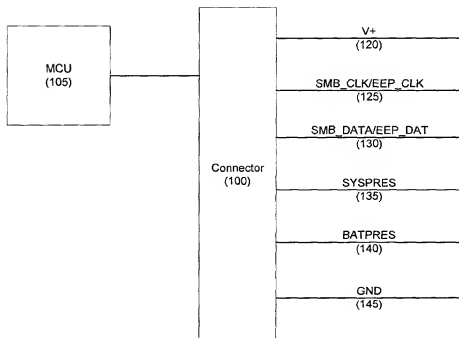 MCU
(105)
Connector
(100)
V+
(120)
SMB_CLK/EEP_CLK
(125)
SMB_DATA/EEP_DAT
(130)
SYSPRES
(135)
BATPRES
(140)
GND
(145)